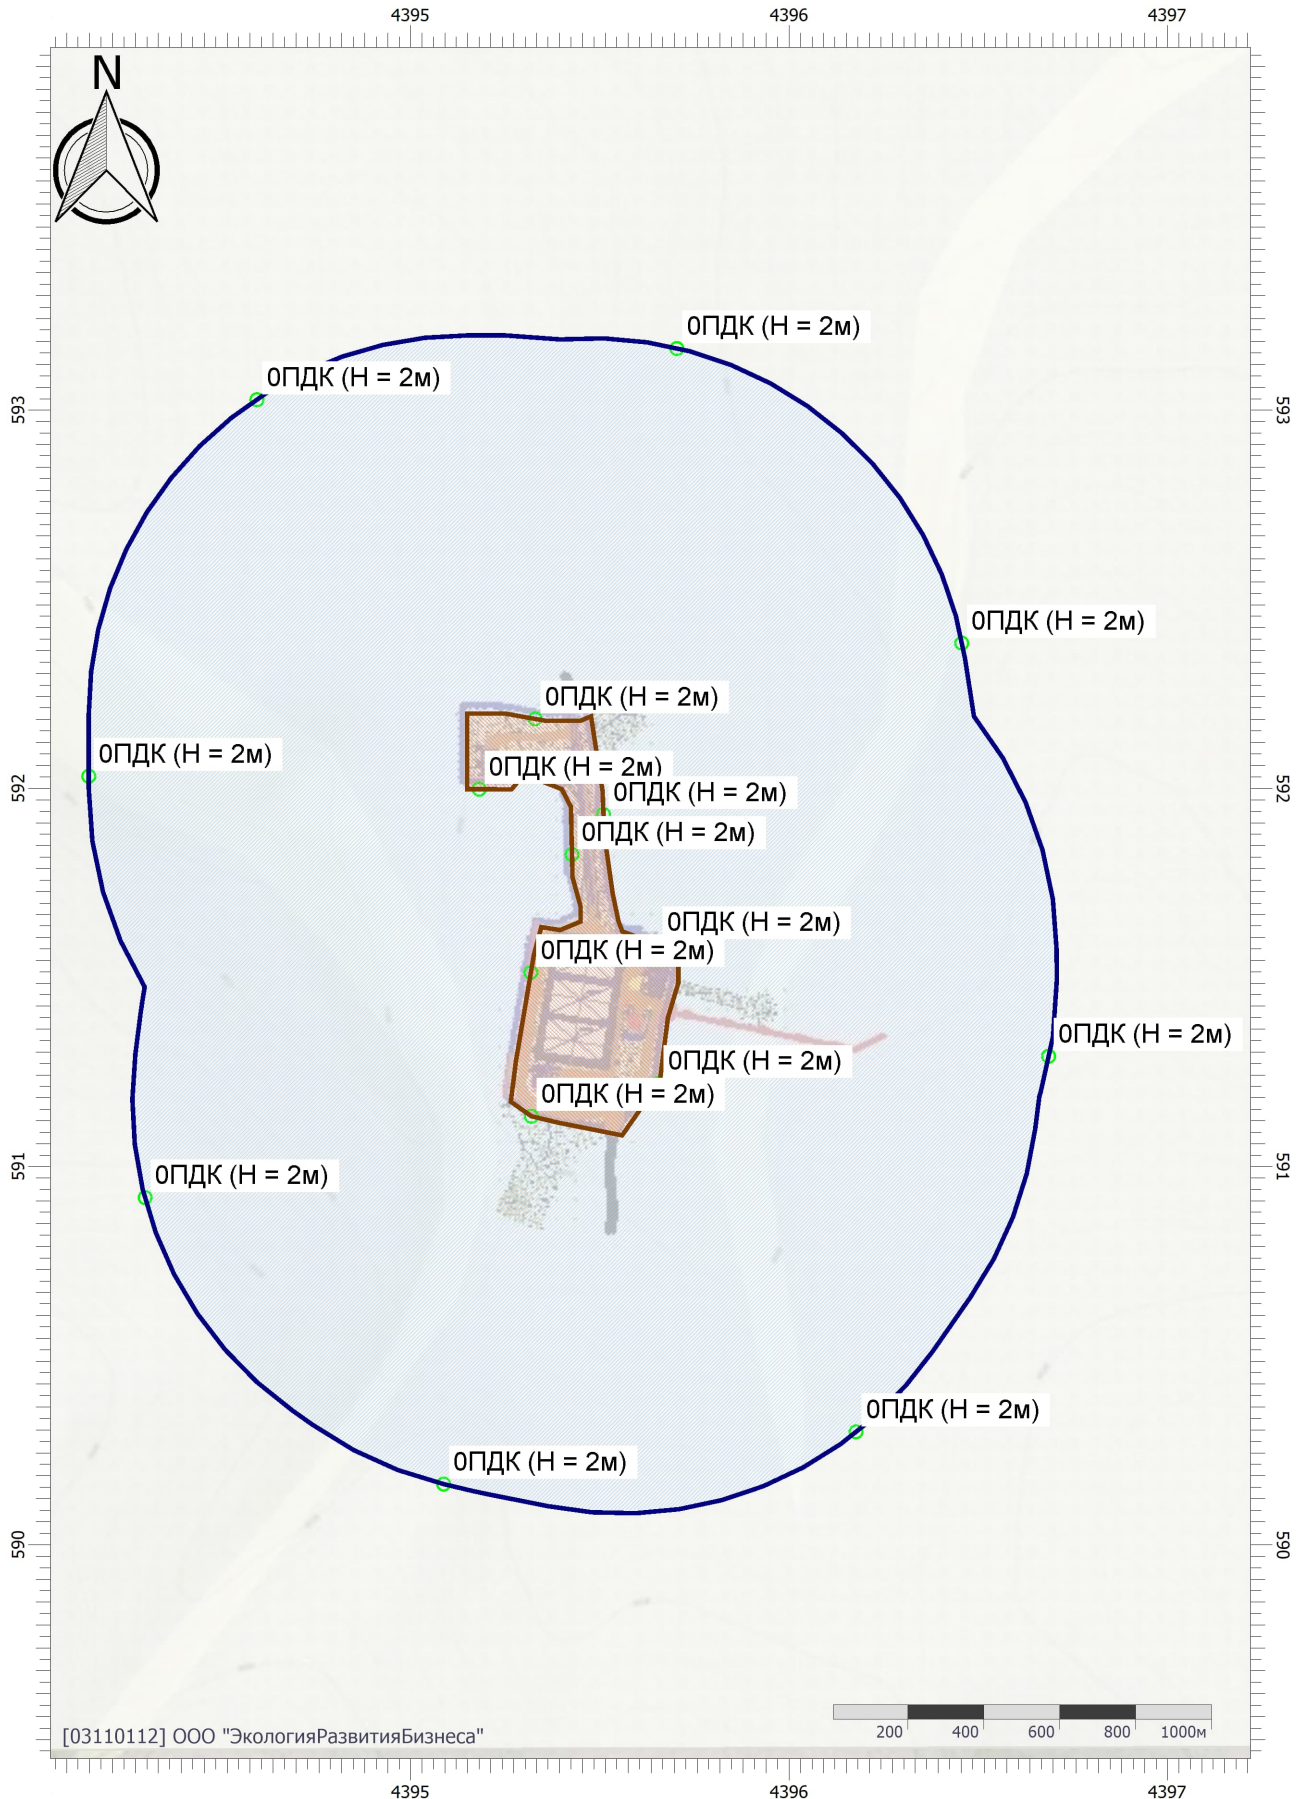 4395 4396 4397
N
0ПДК (Н = 2м)
0ПДК (Н = 2м)
593 593
0ПДК (Н = 2м)
0ПДК (Н = 2м)
0ПДК (Н = 2м)
0ПДК (Н = 2м)
592 592
0ПДК (Н = 2м)
0ПДК (Н = 2м)
0ПДК (Н = 2м)
0ПДК (Н = 2м)
0ПДК (Н = 2м)
0ПДК (Н = 2м)
0ПДК (Н = 2м)
591 591
0ПДК (Н = 2м)
0ПДК (Н = 2м)
0ПДК (Н = 2м)
590 590
200 400 600 800 1000м
[03110112] ООО "ЭкологияРазвитияБизнеса"
4395 4396 4397